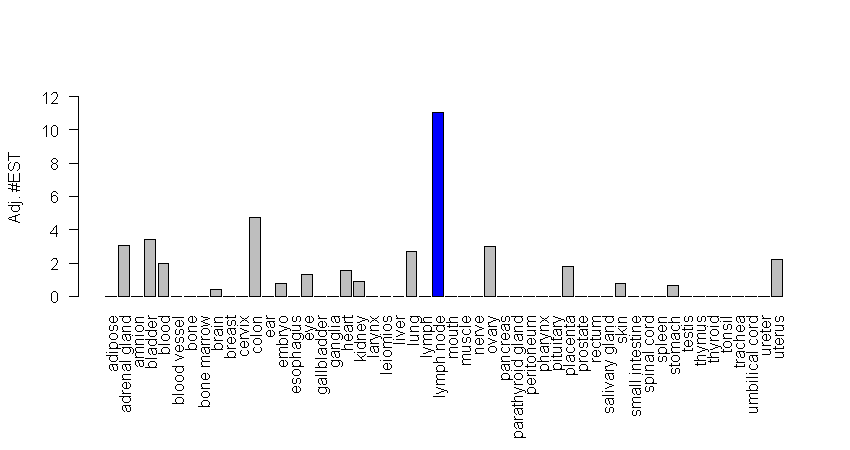 12
10
8
6
4
2
0
Adj. #EST
adipose
adrenal gland
amnion
bladder
blood
blood vessel
bone
bone marrow
brain
breast
cervix
colon
ear
embryo
esophagus
eye
gallbladder
ganglia
heart
kidney
larynx
leiomios
liver
lung
lymph
lymph node
mouth
muscle
nerve
ovary
pancreas
parathyroid gland
peritoneum
pharynx
pituitary
placenta
prostate
rectum
salivary gland
skin
small intestine
spinal cord
spleen
stomach
testis
thymus
thyroid
tonsil
trachea
umbilical cord
ureter
uterus